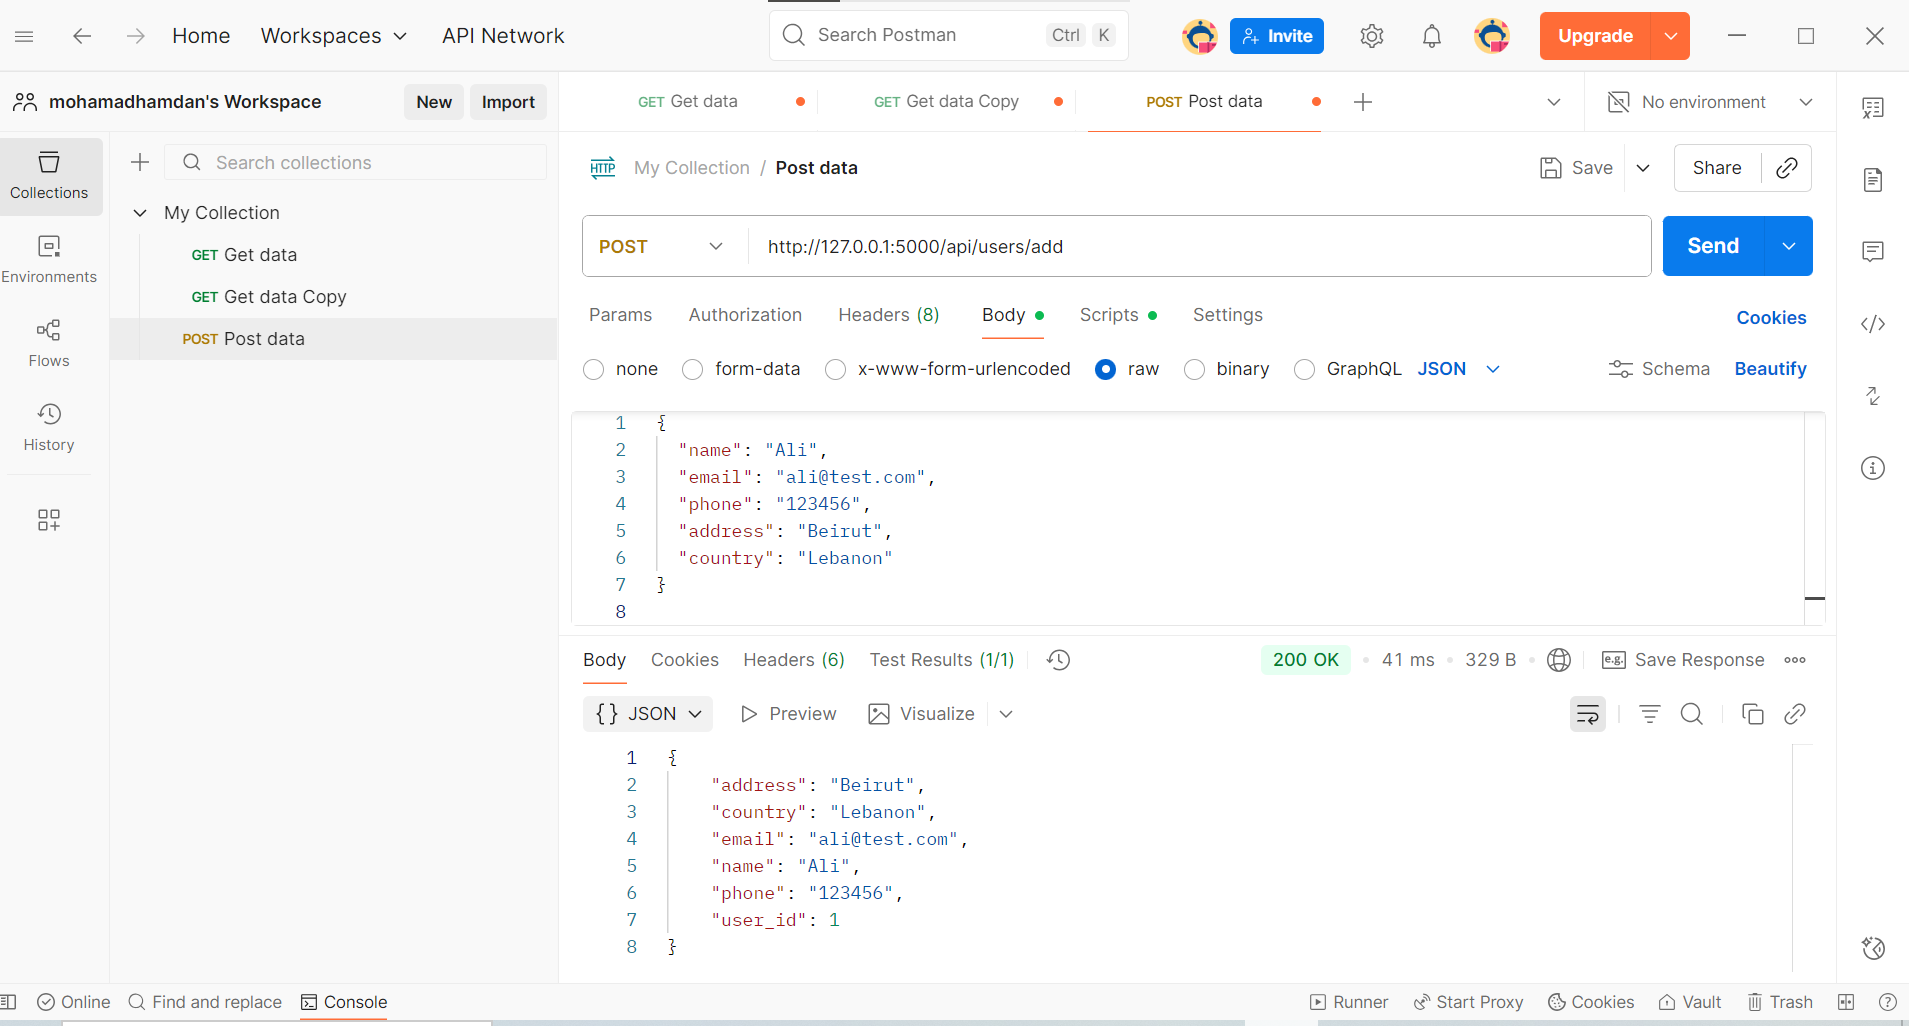 Home Workspaces API Network Search Postman Ctrl K Invite Upgrade
mohamadhamdan's Workspace New Import
GET Get data GET Get data Copy POST Post data No environment
Collections
Environments
Flows
History
Search collections
My Collection
GET Get data
GET Get data Copy
POST Post data
HTTP My Collection / Post data Save Share
POST http://127.0.0.1:5000/api/users/add Send
Params Authorization Headers (8) Body Scripts Settings Cookies
none form-data x-www-form-urlencoded raw binary GraphQL JSON Schema Beautify
1 {
2 "name": "Ali",
3 "email": "ali@test.com",
4 "phone": "123456",
5 "address": "Beirut",
6 "country": "Lebanon"
7 }
8
Body Cookies Headers (6) Test Results (1/1) 200 OK • 41 ms • 329 B • e.g. Save Response
{} JSON Preview Visualize
1 {
2 "address": "Beirut",
3 "country": "Lebanon",
4 "email": "ali@test.com",
5 "name": "Ali",
6 "phone": "123456",
7 "user_id": 1
8 }
Online Find and replace Console Runner Start Proxy Cookies Vault Trash